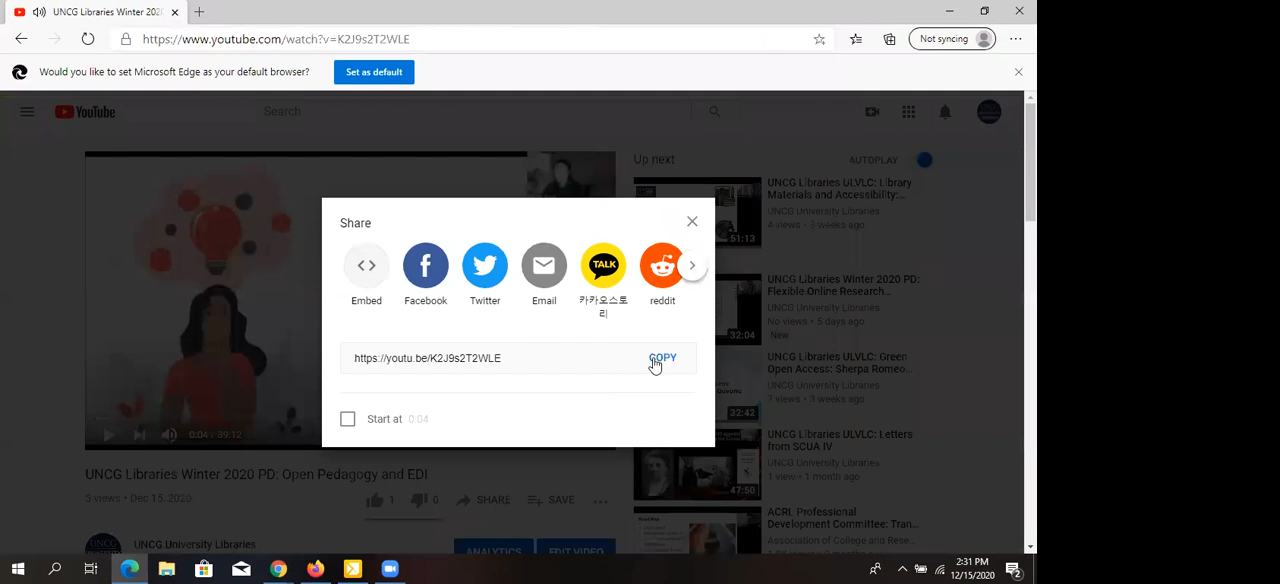 UNCG Libraries Winter 202
https://www.youtube.com/watch?v=K2J9s2T2WLE
Not syncing
Would you like to set Microsoft Edge as your default browser?
Set as default
YouTube
Search
Up next
AUTOPLAY
UNCG Libraries ULVLC: Library
Materials and Accessibility:...
UNCG University Libraries
4 views • 3 weeks ago
51:13
UNCG Libraries Winter 2020 PD:
Flexible Online Research...
UNCG University Libraries
No views • 5 days ago
New
32:04
UNCG Libraries ULVLC: Green
Open Access: Sherpa Romeo...
UNCG University Libraries
7 views • 3 weeks ago
32:42
UNCG Libraries ULVLC: Letters
from SCUA IV
UNCG University Libraries
1 view • 1 month ago
47:50
ACRL Professional
Development Committee: Tran...
Association of College and Rese...
Share
Embed
Facebook
Twitter
Email
TALK
카카오스토
리
reddit
https://youtu.be/K2J9s2T2WLE
COPY
Start at 0:04
0:04 / 39:12
UNCG Libraries Winter 2020 PD: Open Pedagogy and EDI
5 views • Dec 15, 2020
1
0
SHARE
SAVE
UNCG University Libraries
ANALYTICS
EDIT VIDEO
2:31 PM
12/15/2020
2